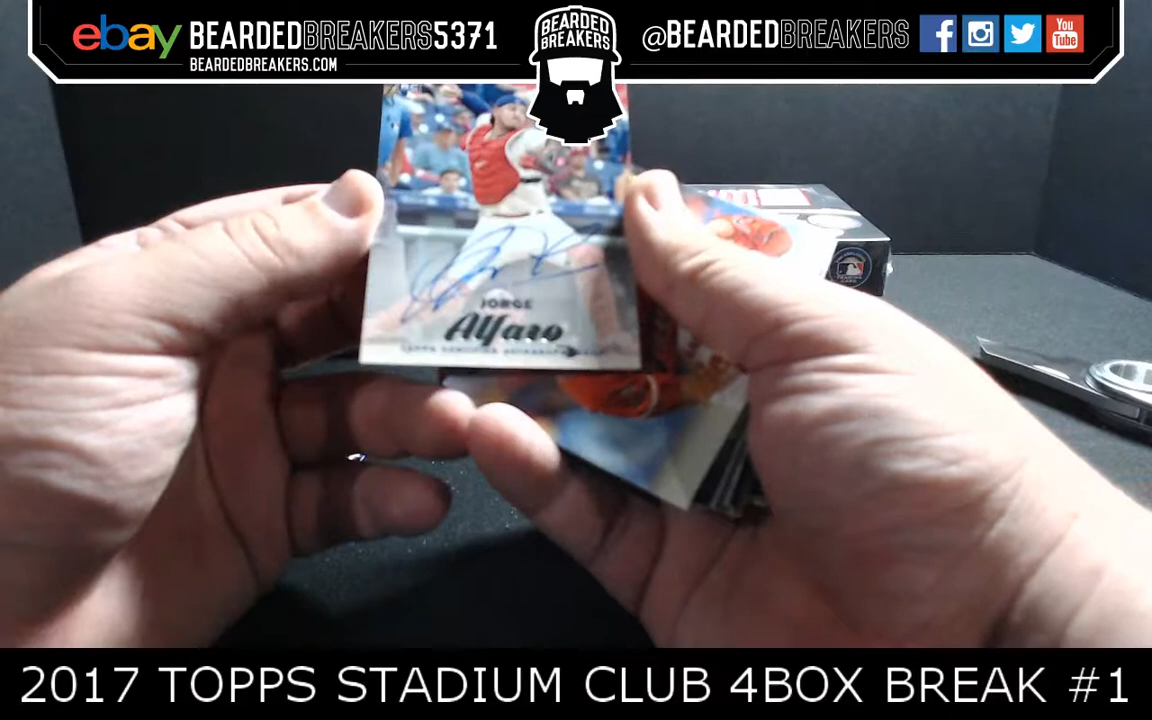 ebay BEARDEDBREAKERS5371
BEARDEDBREAKERS.COM
BEARDED
BREAKERS
@BEARDEDBREAKERS
You
Tube
JORGE
Alfaro
2017 TOPPS STADIUM CLUB 4BOX BREAK #1